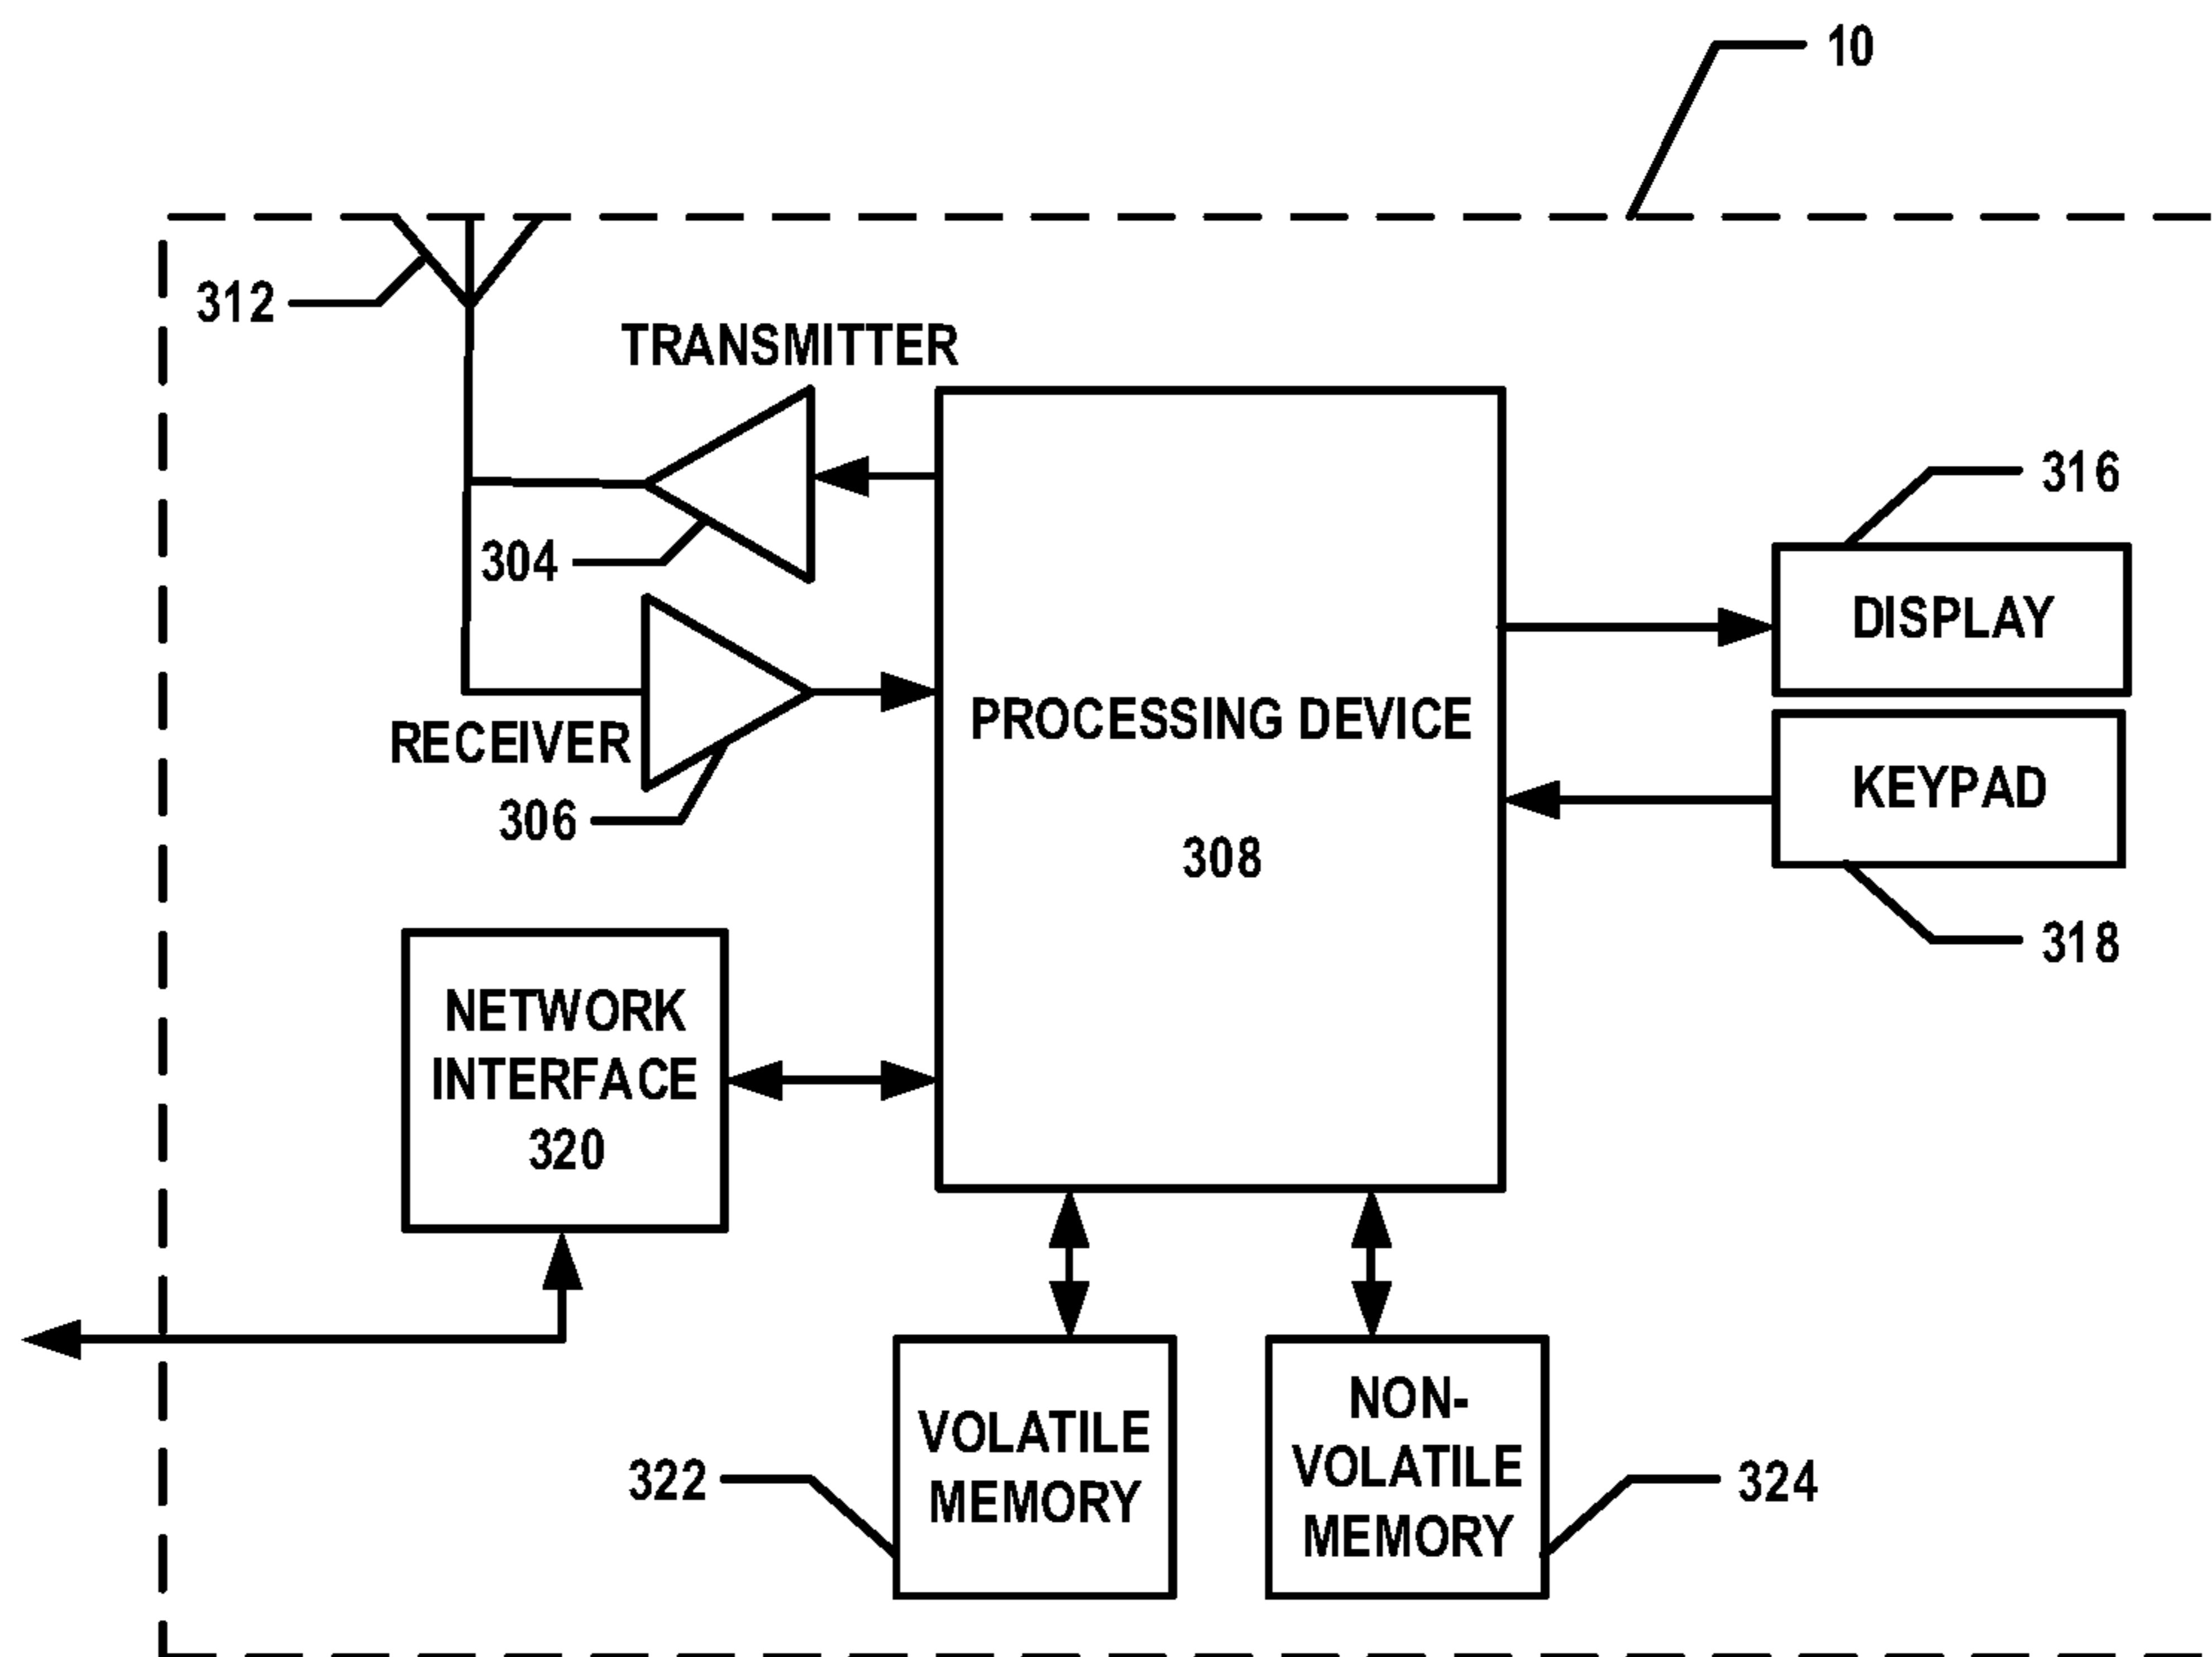 10
312
TRANSMITTER
304
316
DISPLAY
PROCESSING DEVICE
308
RECEIVER
306
KEYPAD
318
NETWORK
INTERFACE
320
VOLATILE
MEMORY
322
NON-
VOLATILE
MEMORY
324